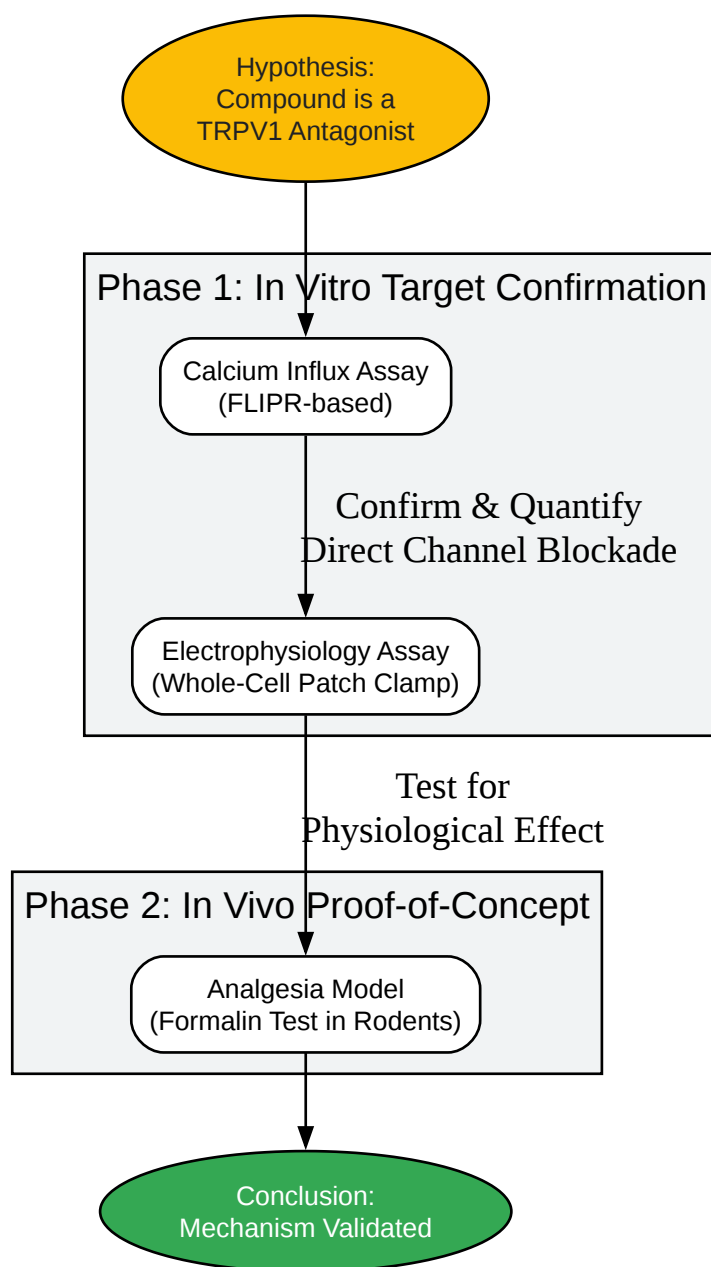 Hypothesis:
Compound is a
TRPV1 Antagonist
Phase 1: In Vitro Target Confirmation
Calcium Influx Assay
(FLIPR-based)
Confirm & Quantify
Direct Channel Blockade
Electrophysiology Assay
(Whole-Cell Patch Clamp)
Test for
Physiological Effect
Phase 2: In Vivo Proof-of-Concept
Analgesia Model
(Formalin Test in Rodents)
Conclusion:
Mechanism Validated